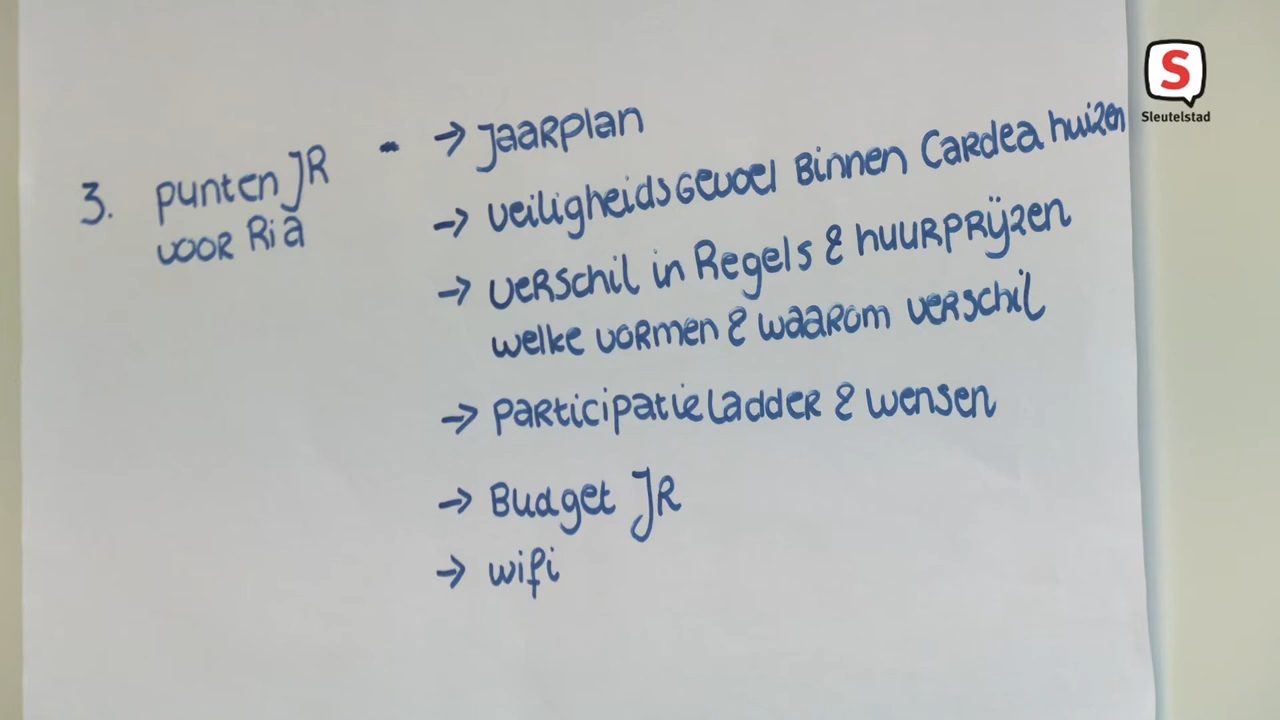 3. punten JR - → Jaarplan
voor Ria
→ veiligheidsgevoel Binnen Cardea huizen
→ verschil in Regels & huurprijzen
welke vormen & waarom verschil
→ participatieladder & wensen
→ Budget JR
→ wifi
S
Sleutelstad